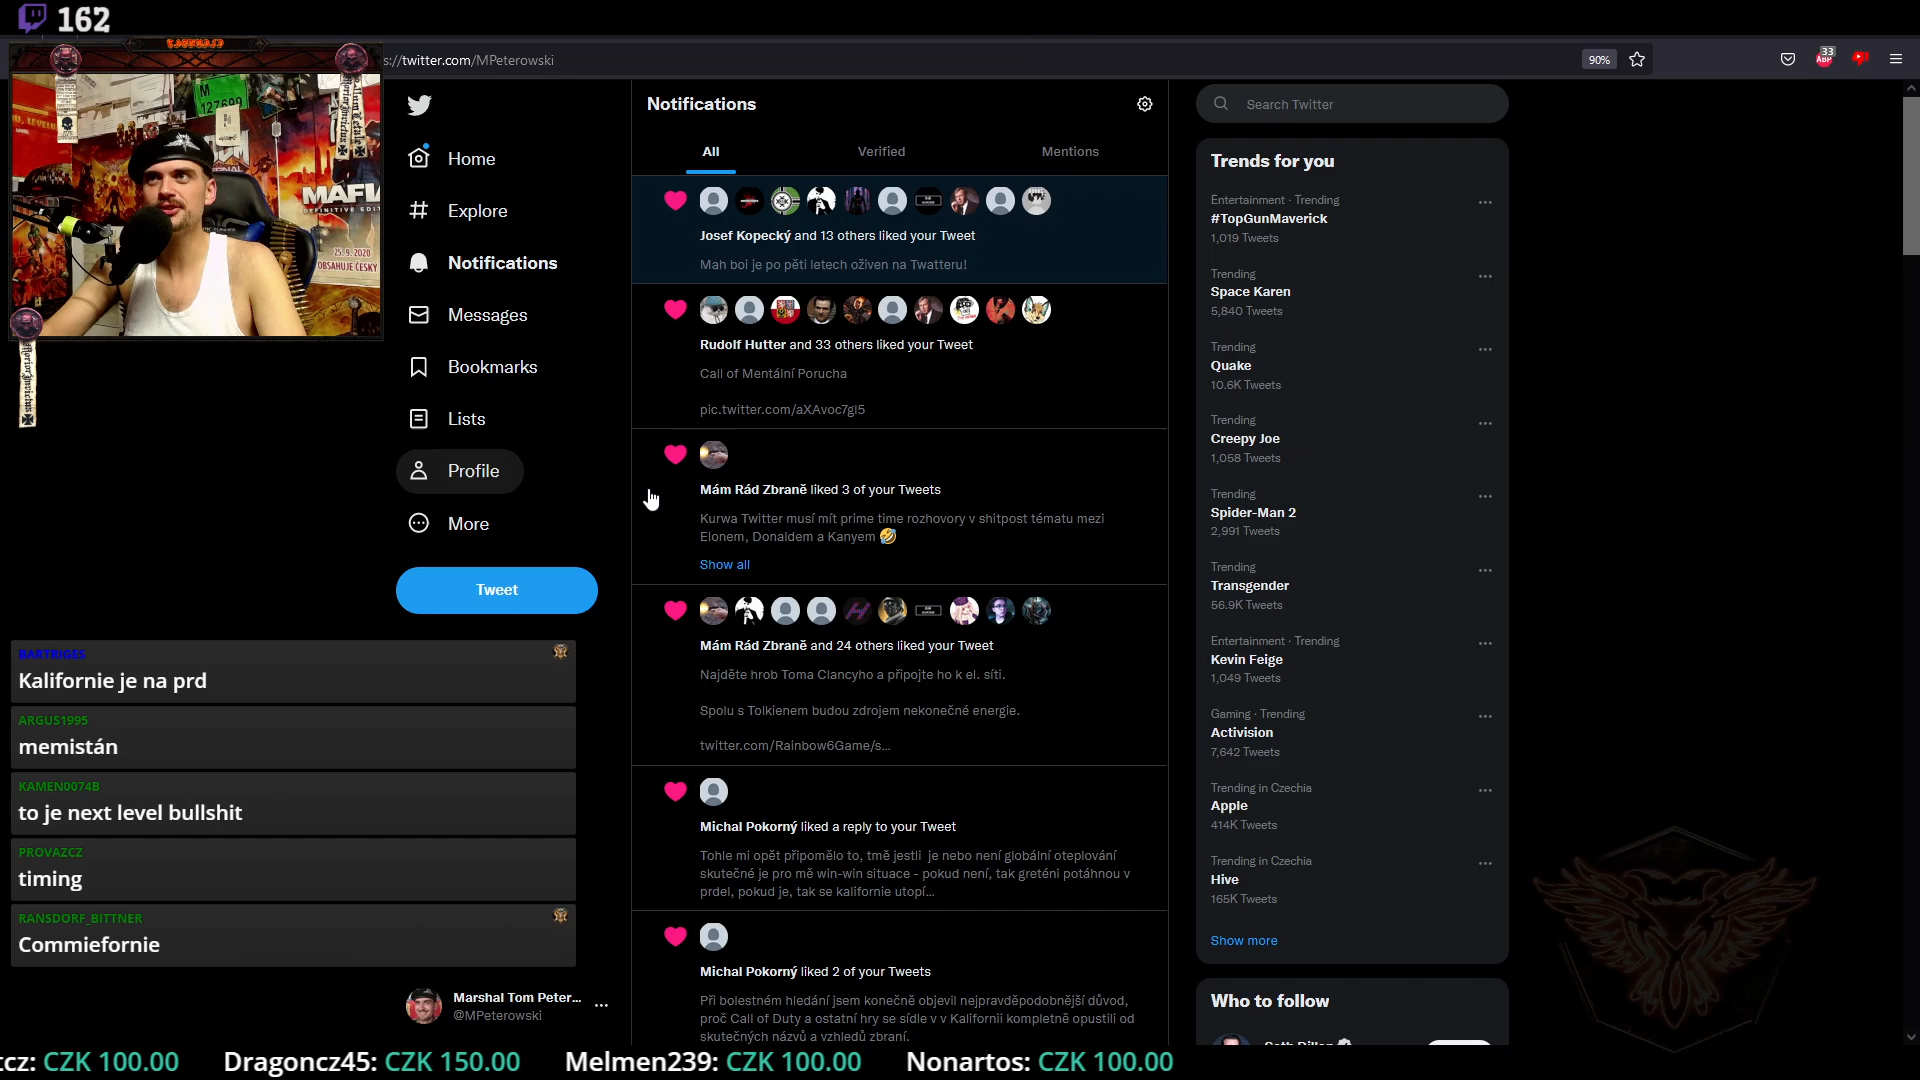 162
s://twitter.com/MPeterowski
90%
33
ABP
M
127699
MAFIA
DEFINITIVE EDIT
25.9.2020
OBSAHUJE ČESKÝ
Home
Explore
Notifications
Messages
Bookmarks
Lists
Profile
More
Tweet
BARTRIGES
Kalifornie je na prd
ARGUS1995
memistán
KAMEN0074B
to je next level bullshit
PROVAZCZ
timing
RANSDORF_BITTNER
Commiefornie
Marshal Tom Peter...
@MPeterowski
Notifications
All
Verified
Mentions
Josef Kopecký and 13 others liked your Tweet
Mah boi je po pěti letech oživen na Twatteru!
Rudolf Hutter and 33 others liked your Tweet
Call of Mentální Porucha
pic.twitter.com/aXAvoc7gI5
Mám Rád Zbraně liked 3 of your Tweets
Kurwa Twitter musí mít prime time rozhovory v shitpost tématu mezi
Elonem, Donaldem a Kanyem 🤣
Show all
Mám Rád Zbraně and 24 others liked your Tweet
Najděte hrob Toma Clancyho a připojte ho k el. síti.
Spolu s Tolkienem budou zdrojem nekonečné energie.
twitter.com/Rainbow6Game/s...
Michal Pokorný liked a reply to your Tweet
Tohle mi opět připomělo to, tmě jestli je nebo není globální oteplování
skutečné je pro mě win-win situace - pokud není, tak greténi potáhnou v
prdel, pokud je, tak se kalifornie utopí...
Michal Pokorný liked 2 of your Tweets
Při bolestném hledání jsem konečně objevil nejpravděpodobnější důvod,
proč Call of Duty a ostatní hry se sídle v v Kalifornii kompletně opustili od
skutečných názvů a vzhledů zbraní.
Search Twitter
Trends for you
Entertainment · Trending
#TopGunMaverick
1,019 Tweets
Trending
Space Karen
5,840 Tweets
Trending
Quake
10.6K Tweets
Trending
Creepy Joe
1,058 Tweets
Trending
Spider-Man 2
2,991 Tweets
Trending
Transgender
56.9K Tweets
Entertainment · Trending
Kevin Feige
1,049 Tweets
Gaming · Trending
Activision
7,642 Tweets
Trending in Czechia
Apple
414K Tweets
Trending in Czechia
Hive
165K Tweets
Show more
Who to follow
tcz: CZK 100.00 Dragoncz45: CZK 150.00 Melmen239: CZK 100.00 Nonartos: CZK 100.00